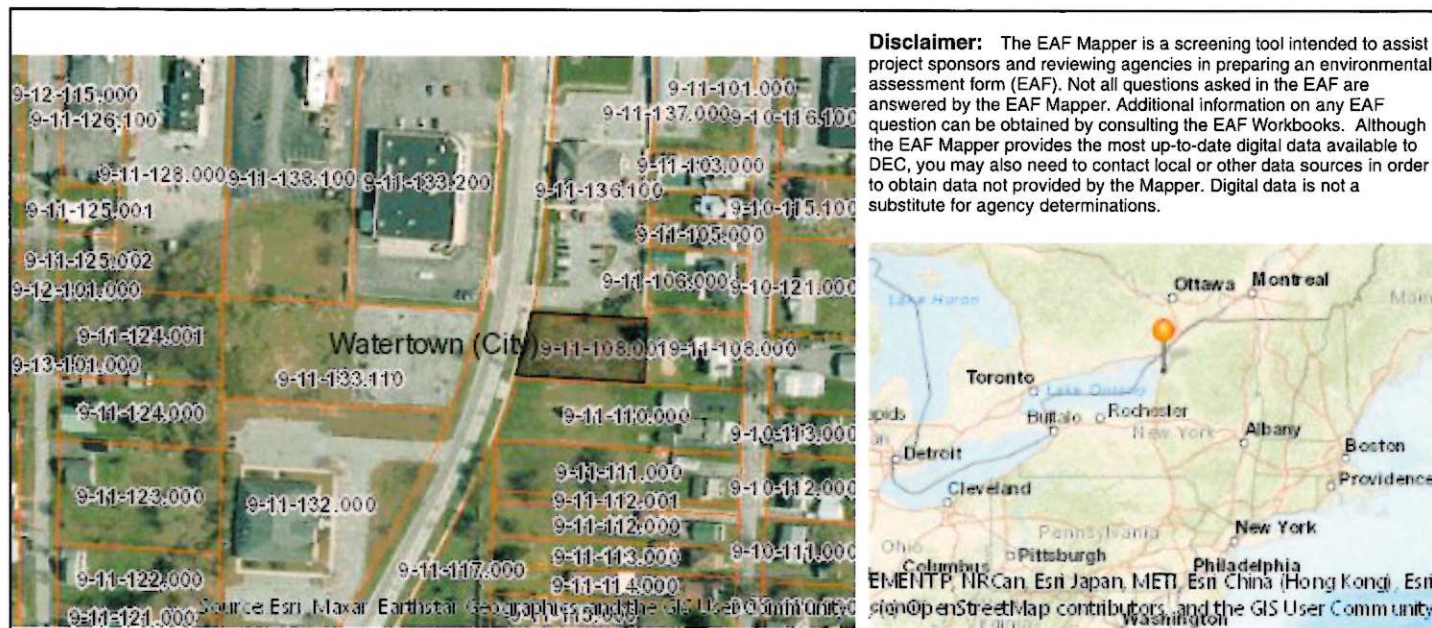 Disclaimer: The EAF Mapper is a screening tool intended to assist
project sponsors and reviewing agencies in preparing an environmental
assessment form (EAF). Not all questions asked in the EAF are
answered by the EAF Mapper. Additional information on any EAF
question can be obtained by consulting the EAF Workbooks. Although
the EAF Mapper provides the most up-to-date digital data available to
DEC, you may also need to contact local or other data sources in order
to obtain data not provided by the Mapper. Digital data is not a
substitute for agency determinations.
9-12-115.000
9-11-126.100
9-11-101.000
9-11-137.000
9-10-116.100
9-11-103.000
9-11-128.000
9-11-138.100
9-11-133.200
9-11-136.100
9-11-125.001
9-10-115.100
9-11-105.000
9-11-125.002
9-12-101.000
9-11-106.000
9-10-121.000
9-11-124.001
Watertown (City)
9-11-108.001
9-11-108.000
9-13-101.000
9-11-133.110
9-11-124.000
9-11-110.000
9-10-113.000
9-11-111.000
9-10-112.000
9-11-123.000
9-11-132.000
9-11-112.001
9-11-112.000
9-11-113.000
9-10-111.000
9-11-122.000
9-11-117.000
9-11-114.000
9-11-121.000
Source: Esri, Maxar, Earthstar Geographics, and the GIS User Community
Ottawa
Montreal
Lake Huron
Toronto
Lake Ontario
Buffalo
Rochester
New York
Albany
Detroit
Boston
Providence
Cleveland
New York
Pennsylvania
Ohio
Pittsburgh
Philadelphia
Columbus
EMENTP, NRCan, Esri Japan, METI, Esri China (Hong Kong), Esri
OpenStreetMap contributors, and the GIS User Community
Washington